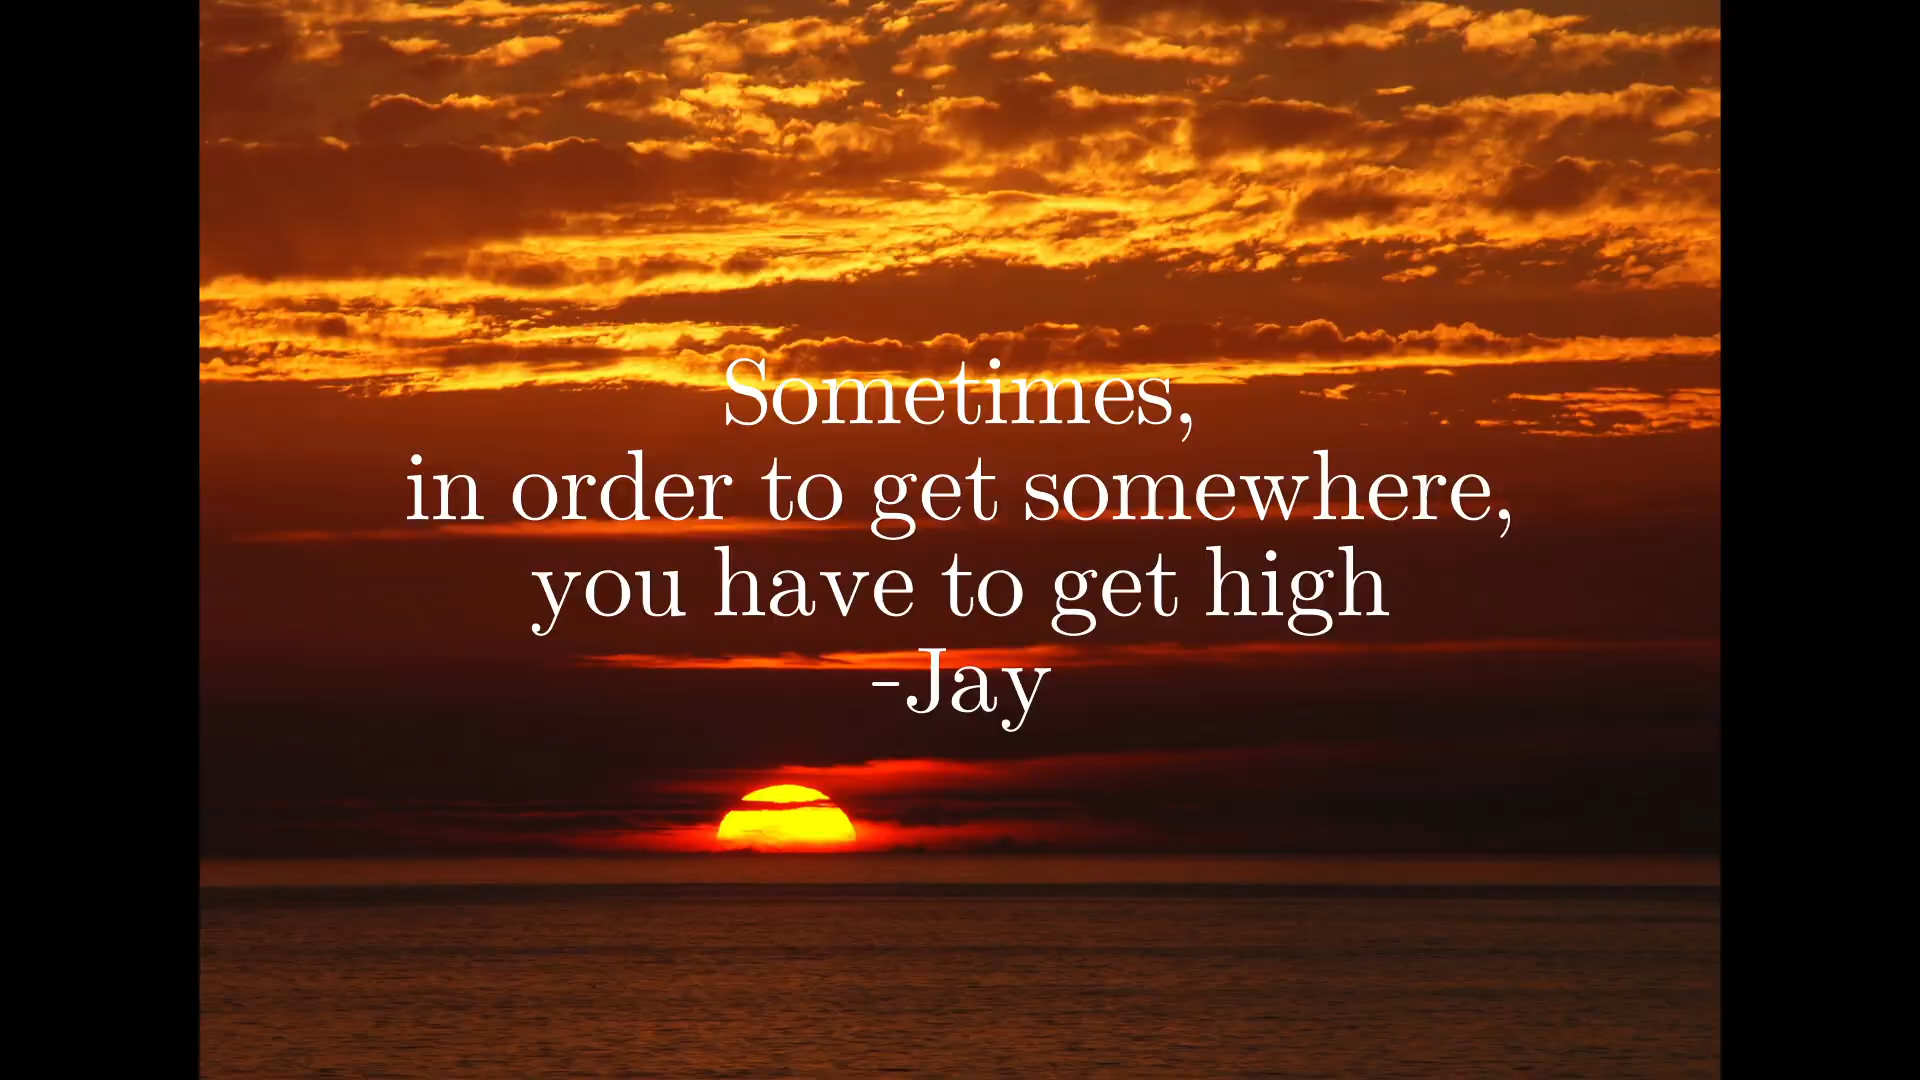 Sometimes,
in order to get somewhere,
you have to get high
-Jay